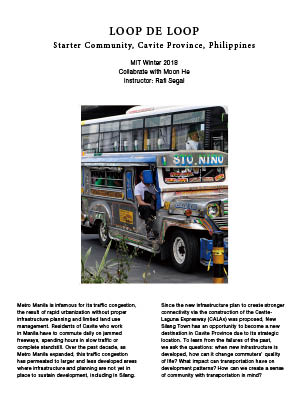 LOOP DE LOOP
Starter Community, Cavite Province, Philippines
MIT Winter 2018
Collabrate with Moon He
Instructor: Rafi Segal
STO. NIÑO
Metro Manila is infamous for its traffic congestion,
the result of rapid urbanization without proper
infrastructure planning and limited land use
management. Residents of Cavite who work
in Manila have to commute daily on jammed
freeways, spending hours in slow traffic or
complete standstill. Over the past decade, as
Metro Manila expanded, this traffic congestion
has permeated to larger and less developed areas
where infrastructure and planning are not yet in
place to sustain development, including in Silang.
Since the new infrastructure plan to create stronger
connectivity via the construction of the Cavite-
Laguna Expressway (CALAx) was proposed, New
Silang Town has an opportunity to become a new
destination in Cavite Province due to its strategic
location. To learn from the failures of the past,
we ask the questions: when new infrastructure is
developed, how can it change commuters' quality
of life? What impact can transportation have on
development patterns? How can we create a sense
of community with transportation in mind?